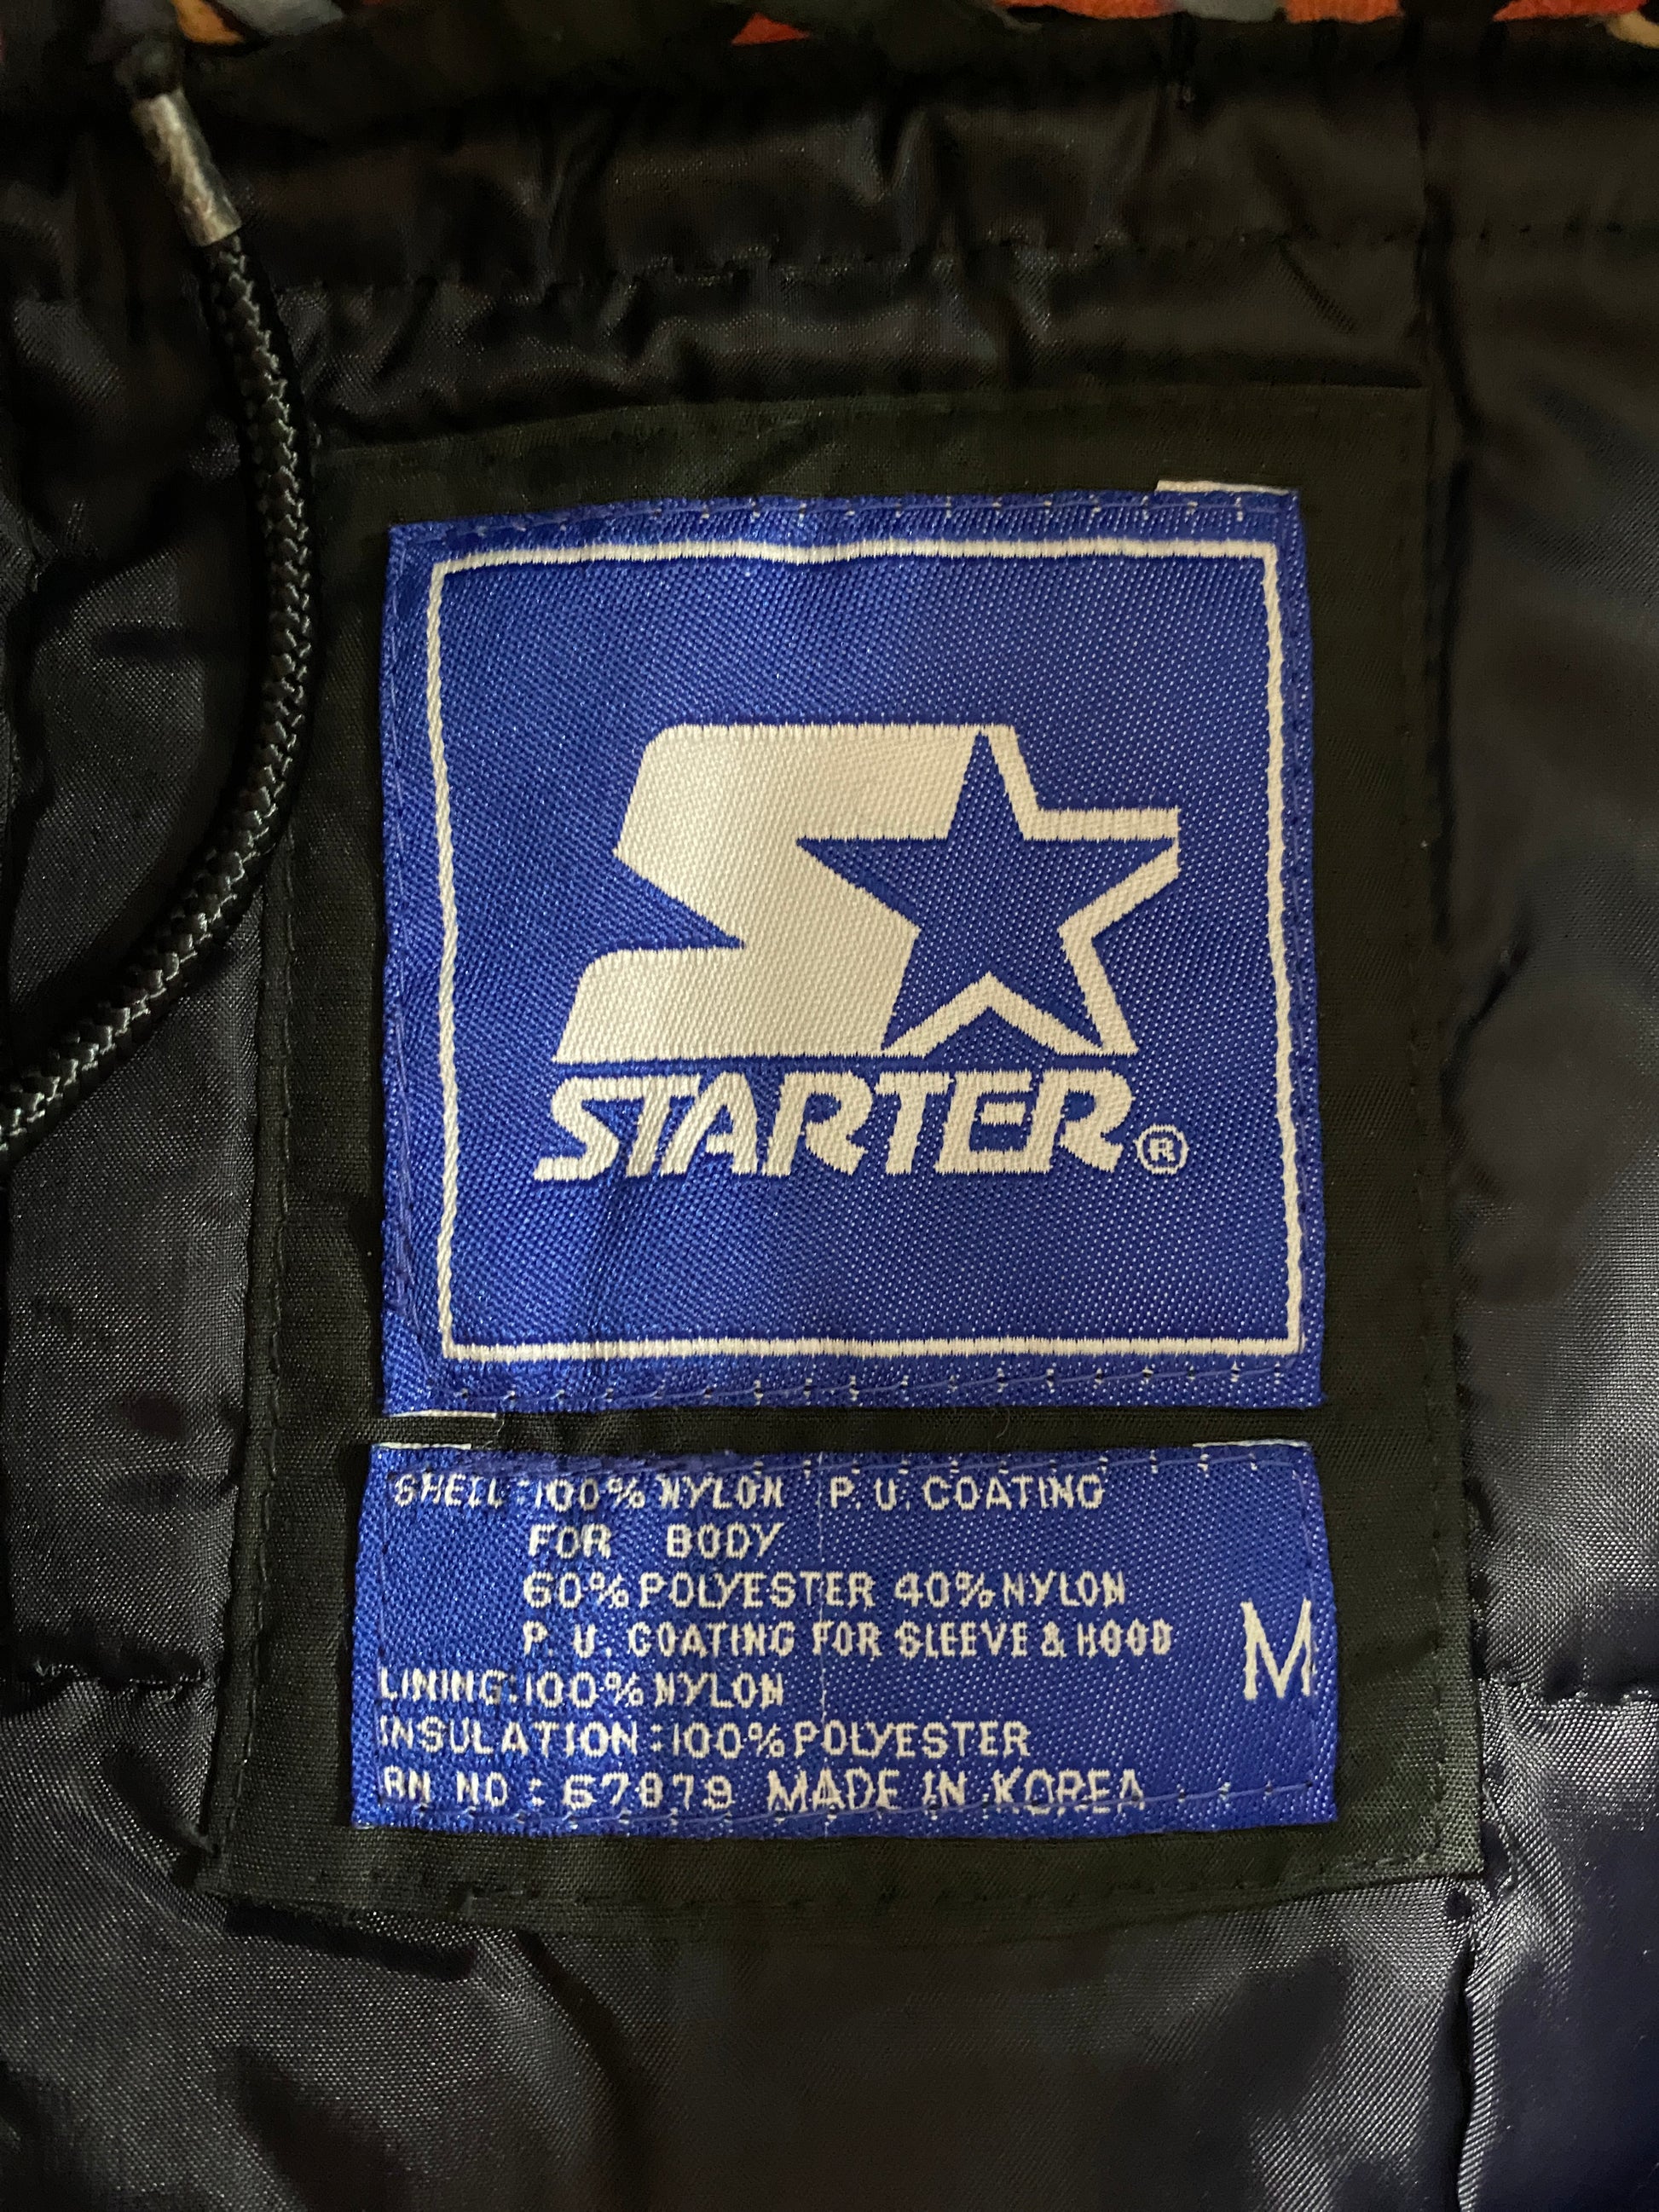 STARTER®
SHELL:100% NYLON P.U. COATING
FOR BODY
60% POLYESTER 40% NYLON
P.U. COATING FOR SLEEVE & HOOD
M
LINING:100% NYLON
INSULATION:100% POLYESTER
RN NO: 67879 MADE IN KOREA